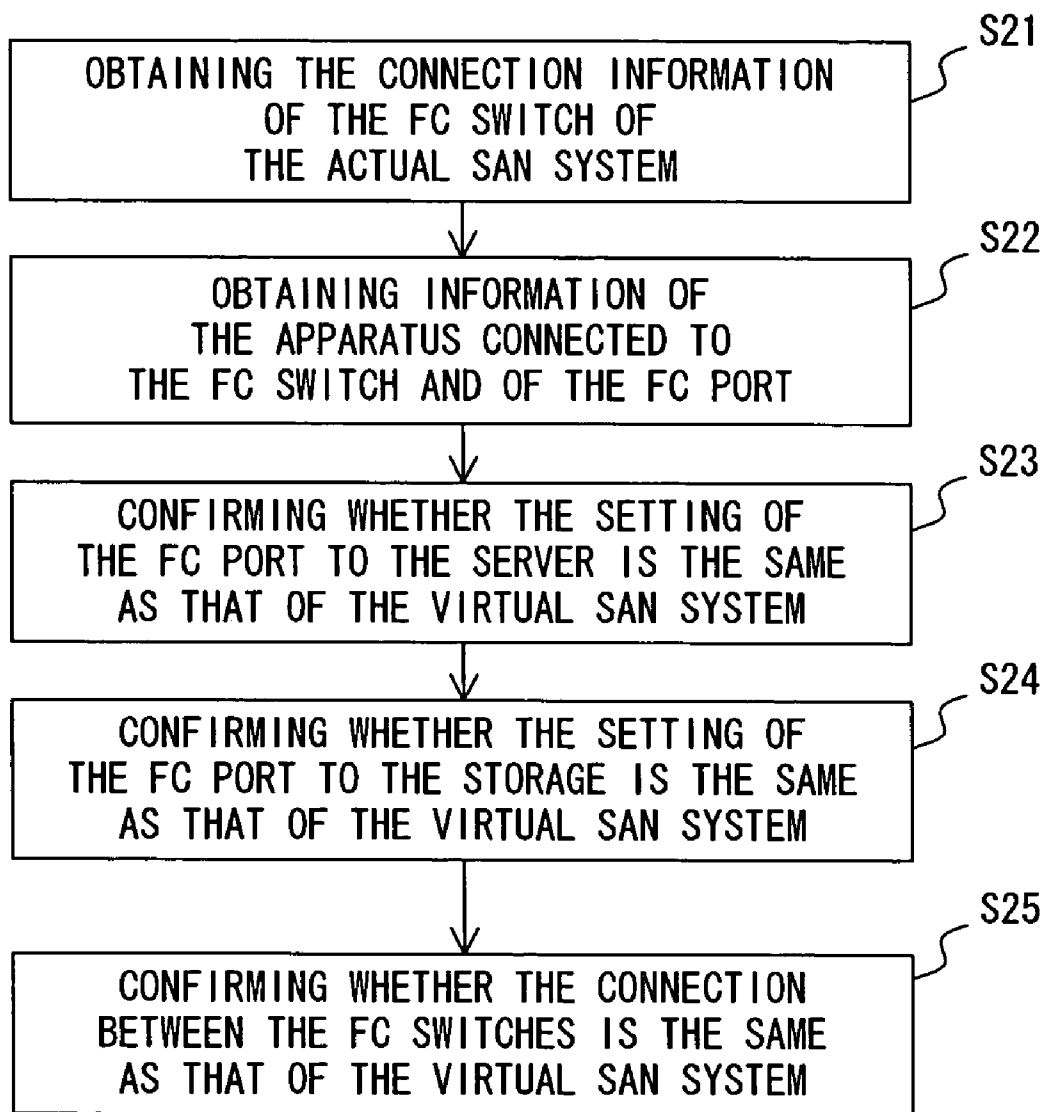 S21
OBTAINING THE CONNECTION INFORMATION
OF THE FC SWITCH OF
THE ACTUAL SAN SYSTEM
S22
OBTAINING INFORMATION OF
THE APPARATUS CONNECTED TO
THE FC SWITCH AND OF THE FC PORT
S23
CONFIRMING WHETHER THE SETTING OF
THE FC PORT TO THE SERVER IS THE SAME
AS THAT OF THE VIRTUAL SAN SYSTEM
S24
CONFIRMING WHETHER THE SETTING OF
THE FC PORT TO THE STORAGE IS THE SAME
AS THAT OF THE VIRTUAL SAN SYSTEM
S25
CONFIRMING WHETHER THE CONNECTION
BETWEEN THE FC SWITCHES IS THE SAME
AS THAT OF THE VIRTUAL SAN SYSTEM